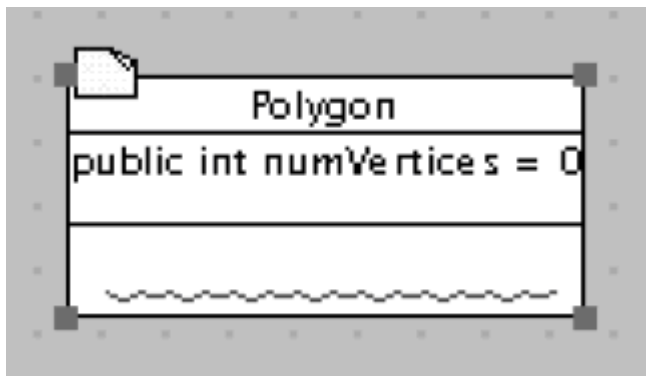 Polygon
public int numVertices = 0